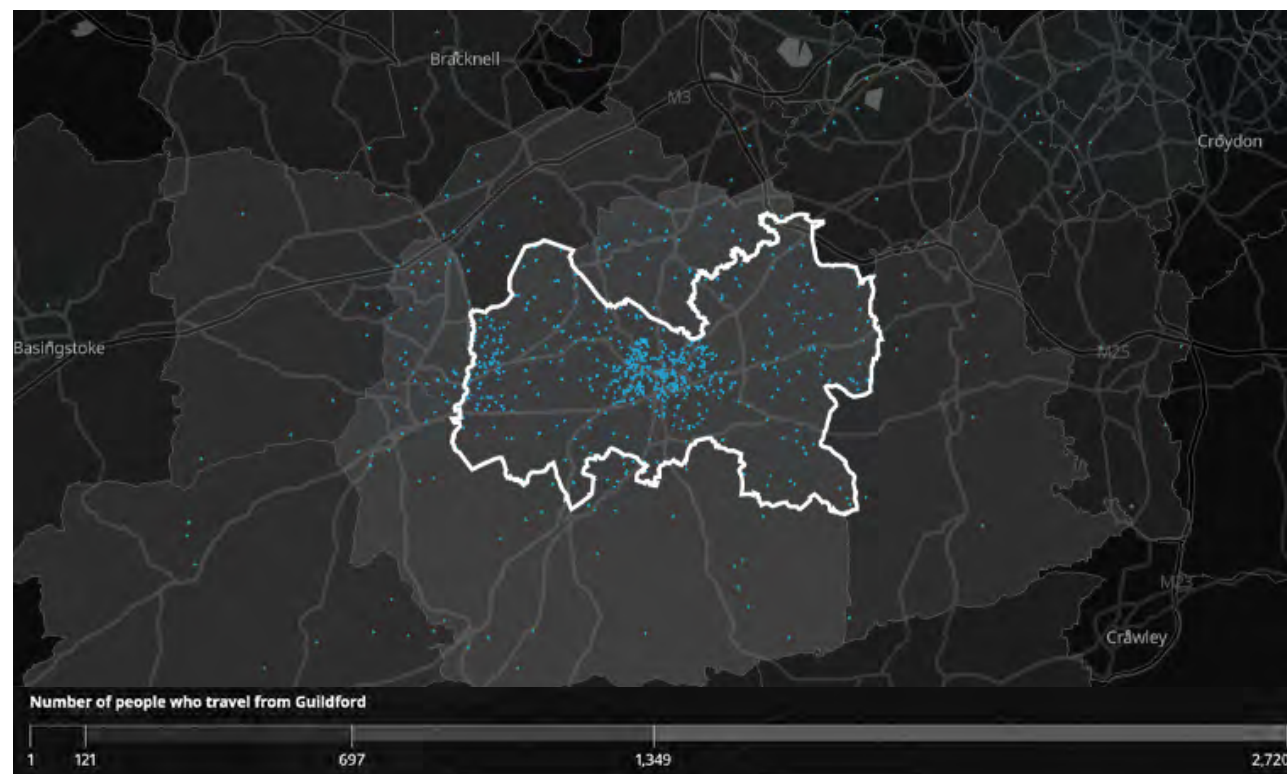 Bracknell
M3
Croydon
Basingstoke
M25
M23
Crawley
Number of people who travel from Guildford
1 121 697 1,349 2,720